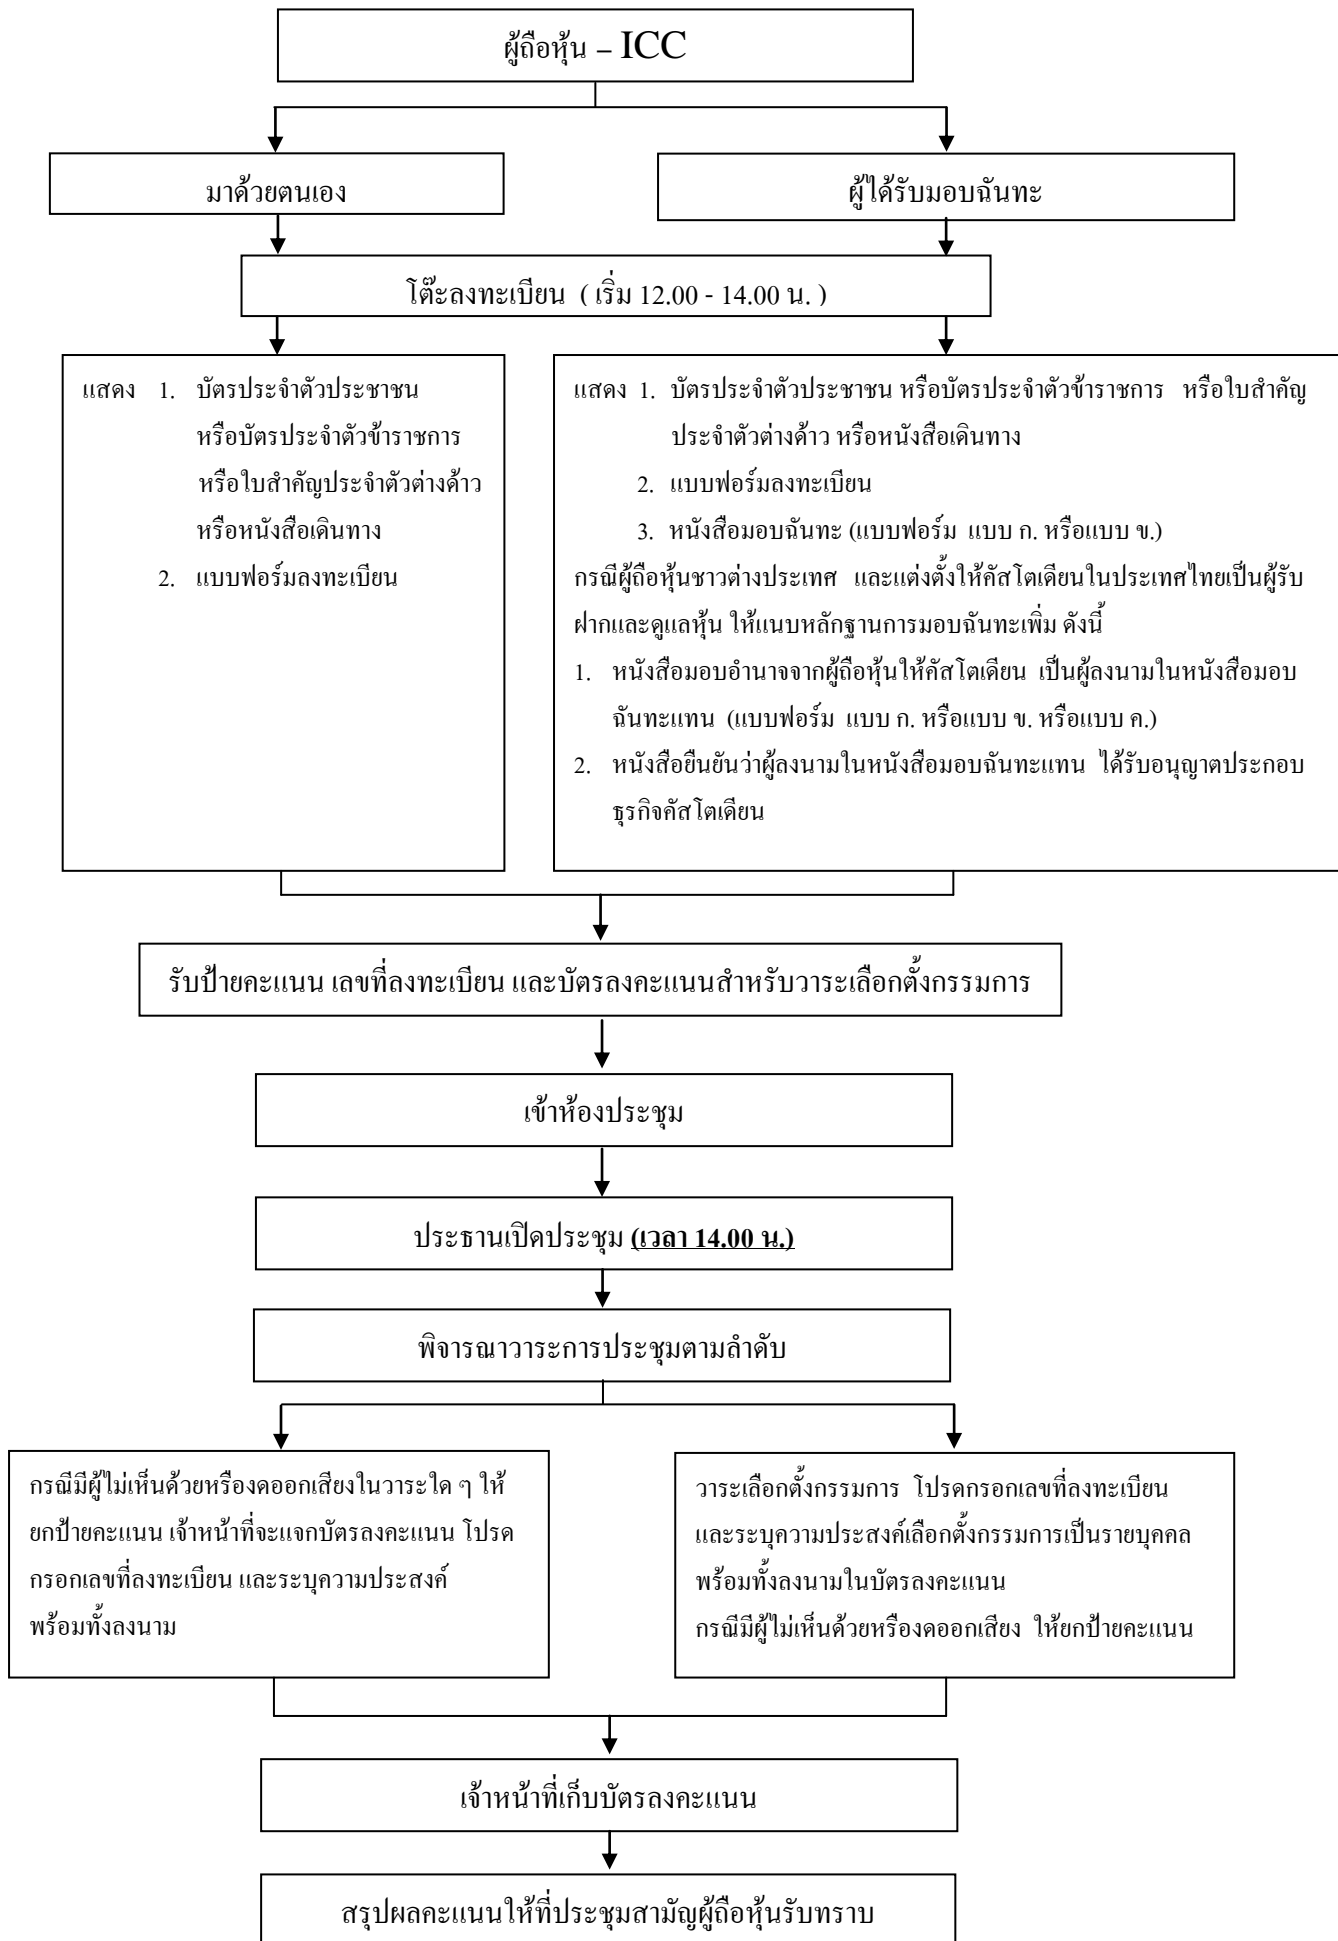 ผู้ถือหุ้น – ICC
มาด้วยตนเอง
ผู้ได้รับมอบฉันทะ
โต๊ะลงทะเบียน ( เริ่ม 12.00 - 14.00 น. )
แสดง 1. บัตรประจำตัวประชาชน
หรือบัตรประจำตัวข้าราชการ
หรือใบสำคัญประจำตัวต่างด้าว
หรือหนังสือเดินทาง
2. แบบฟอร์มลงทะเบียน
แสดง 1. บัตรประจำตัวประชาชน หรือบัตรประจำตัวข้าราชการ หรือใบสำคัญ
ประจำตัวต่างด้าว หรือหนังสือเดินทาง
2. แบบฟอร์มลงทะเบียน
3. หนังสือมอบฉันทะ (แบบฟอร์ม แบบ ก. หรือแบบ ข.)
กรณีผู้ถือหุ้นชาวต่างประเทศ และแต่งตั้งให้คัสโตเดียนในประเทศไทยเป็นผู้รับ
ฝากและดูแลหุ้น ให้แนบหลักฐานการมอบฉันทะเพิ่ม ดังนี้
1. หนังสือมอบอำนาจจากผู้ถือหุ้นให้คัสโตเดียน เป็นผู้ลงนามในหนังสือมอบ
ฉันทะแทน (แบบฟอร์ม แบบ ก. หรือแบบ ข. หรือแบบ ค.)
2. หนังสือยืนยันว่าผู้ลงนามในหนังสือมอบฉันทะแทน ได้รับอนุญาตประกอบ
ธุรกิจคัสโตเดียน
รับป้ายคะแนน เลขที่ลงทะเบียน และบัตรลงคะแนนสำหรับวาระเลือกตั้งกรรมการ
เข้าห้องประชุม
ประธานเปิดประชุม (เวลา 14.00 น.)
พิจารณาวาระการประชุมตามลำดับ
กรณีมีผู้ไม่เห็นด้วยหรืองดออกเสียงในวาระใด ๆ ให้
ยกป้ายคะแนน เจ้าหน้าที่จะแจกบัตรลงคะแนน โปรด
กรอกเลขที่ลงทะเบียน และระบุความประสงค์
พร้อมทั้งลงนาม
วาระเลือกตั้งกรรมการ โปรดกรอกเลขที่ลงทะเบียน
และระบุความประสงค์เลือกตั้งกรรมการเป็นรายบุคคล
พร้อมทั้งลงนามในบัตรลงคะแนน
กรณีมีผู้ไม่เห็นด้วยหรืองดออกเสียง ให้ยกป้ายคะแนน
เจ้าหน้าที่เก็บบัตรลงคะแนน
สรุปผลคะแนนให้ที่ประชุมสามัญผู้ถือหุ้นรับทราบ